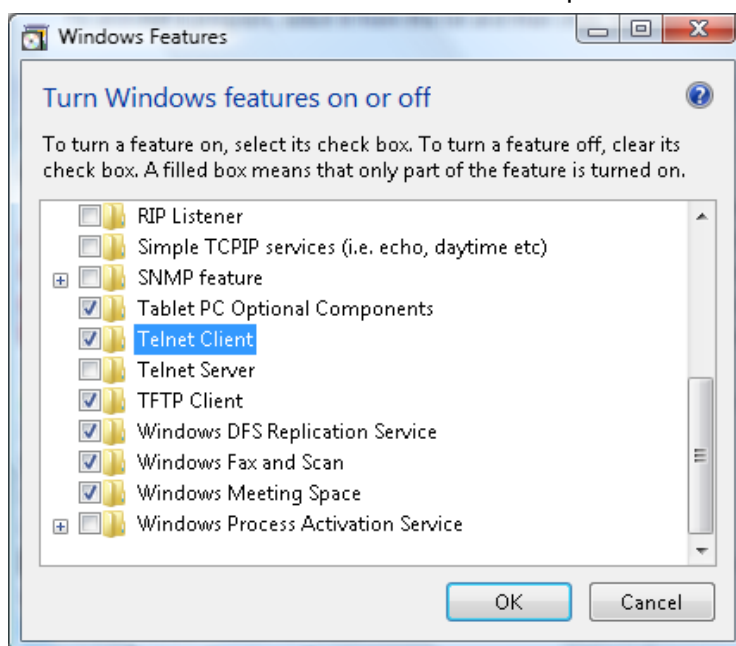 Windows Features
Turn Windows features on or off
To turn a feature on, select its check box. To turn a feature off, clear its
check box. A filled box means that only part of the feature is turned on.
RIP Listener
Simple TCPIP services (i.e. echo, daytime etc)
SNMP feature
Tablet PC Optional Components
Telnet Client
Telnet Server
TFTP Client
Windows DFS Replication Service
Windows Fax and Scan
Windows Meeting Space
Windows Process Activation Service
OK
Cancel